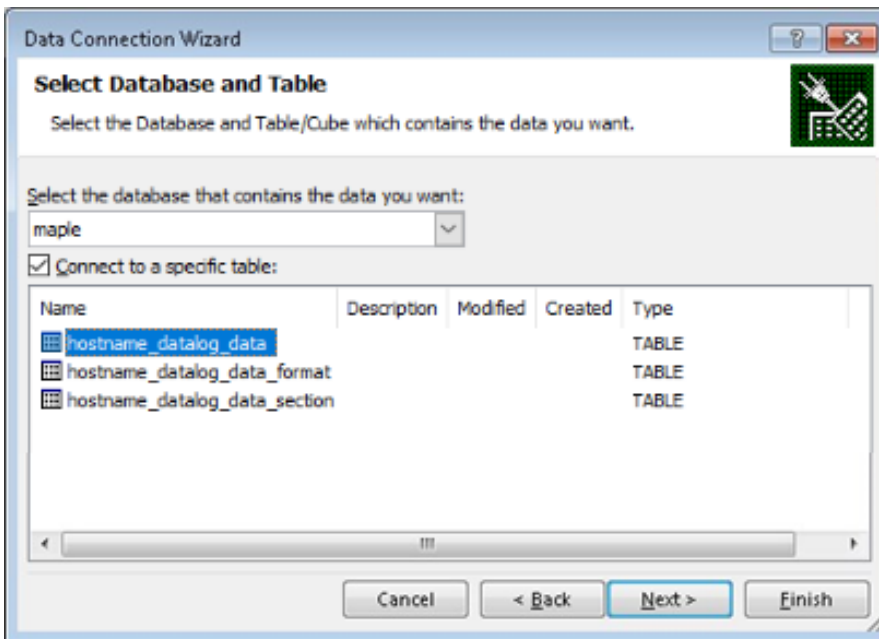 Data Connection Wizard
Select Database and Table
Select the Database and Table/Cube which contains the data you want.
Select the database that contains the data you want:
maple
Connect to a specific table:
Name Description Modified Created Type
hostname_datalog_data TABLE
hostname_datalog_data_format TABLE
hostname_datalog_data_section TABLE
Cancel < Back Next > Finish